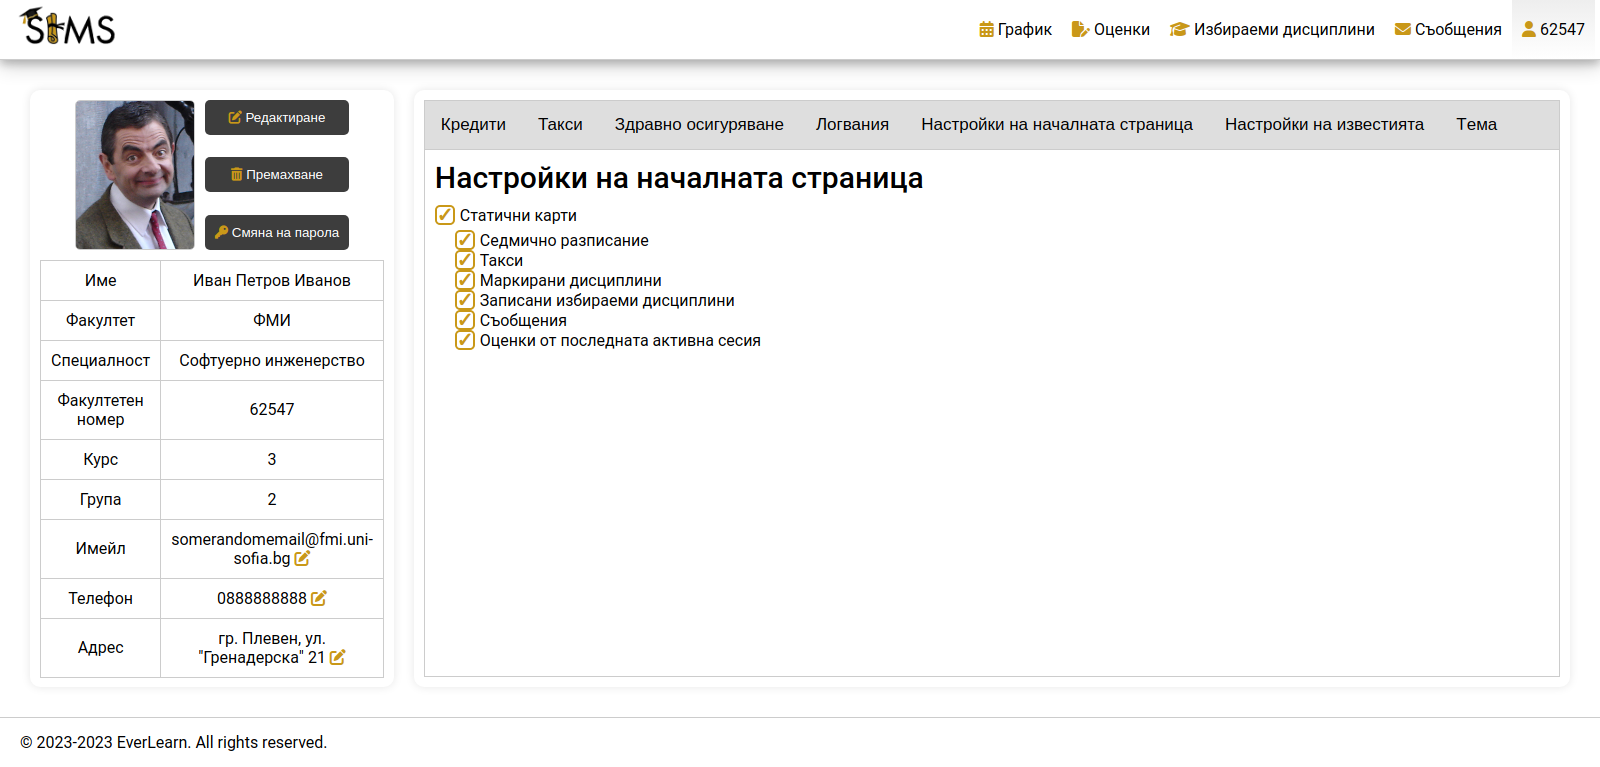 SIMS
График
Оценки
Избираеми дисциплини
Съобщения
62547
Редактиране
Премахване
Смяна на парола
Име
Иван Петров Иванов
Факултет
ФМИ
Специалност
Софтуерно инженерство
Факултетен
номер
62547
Курс
3
Група
2
Имейл
somerandomemail@fmi.uni-
sofia.bg
Телефон
0888888888
Адрес
гр. Плевен, ул.
"Гренадерска" 21
Кредити
Такси
Здравно осигуряване
Логвания
Настройки на началната страница
Настройки на известията
Тема
Настройки на началната страница
Статични карти
Седмично разписание
Такси
Маркирани дисциплини
Записани избираеми дисциплини
Съобщения
Оценки от последната активна сесия
© 2023-2023 EverLearn. All rights reserved.